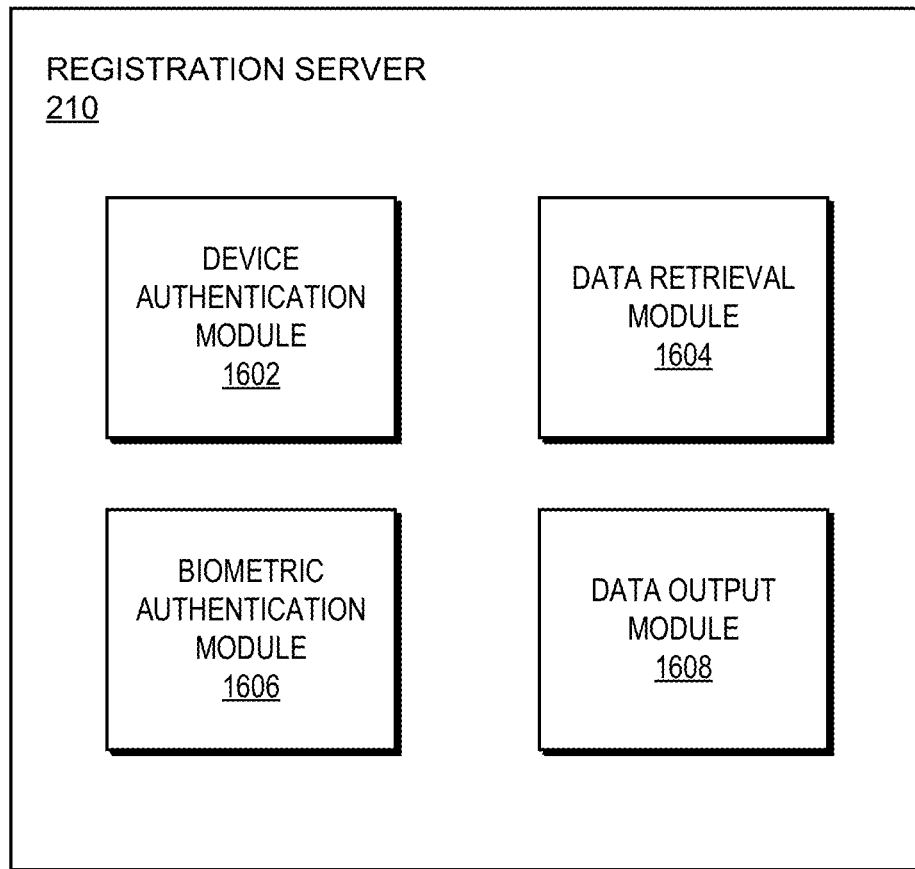 REGISTRATION SERVER
210
DEVICE
AUTHENTICATION
MODULE
1602
DATA RETRIEVAL
MODULE
1604
BIOMETRIC
AUTHENTICATION
MODULE
1606
DATA OUTPUT
MODULE
1608